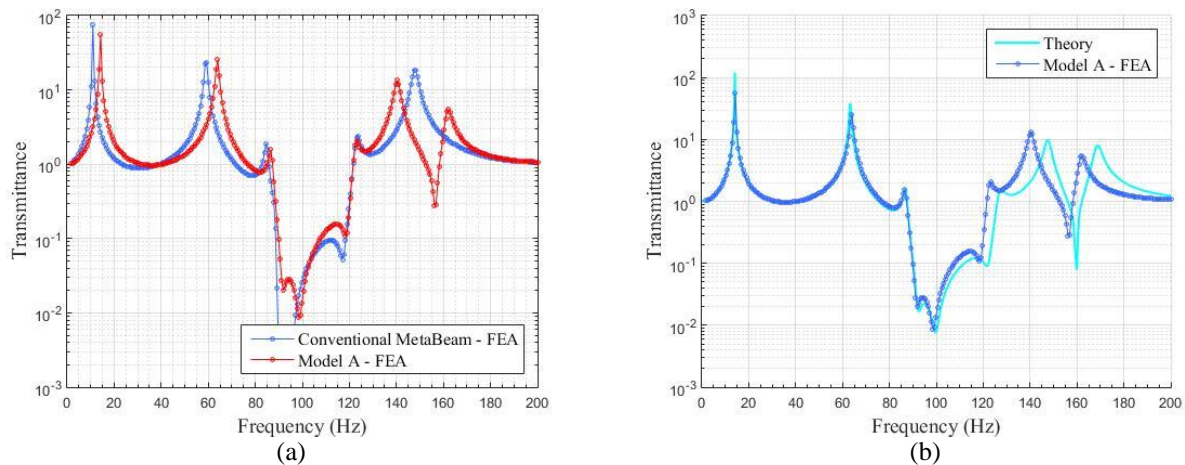 10^2
10^1
10^0
10^-1
10^-2
10^-3
Transmittance
Conventional MetaBeam - FEA
Model A - FEA
0 20 40 60 80 100 120 140 160 180 200
Frequency (Hz)
(a)
10^3
10^2
10^1
10^0
10^-1
10^-2
10^-3
Transmittance
Theory
Model A - FEA
0 20 40 60 80 100 120 140 160 180 200
Frequency (Hz)
(b)